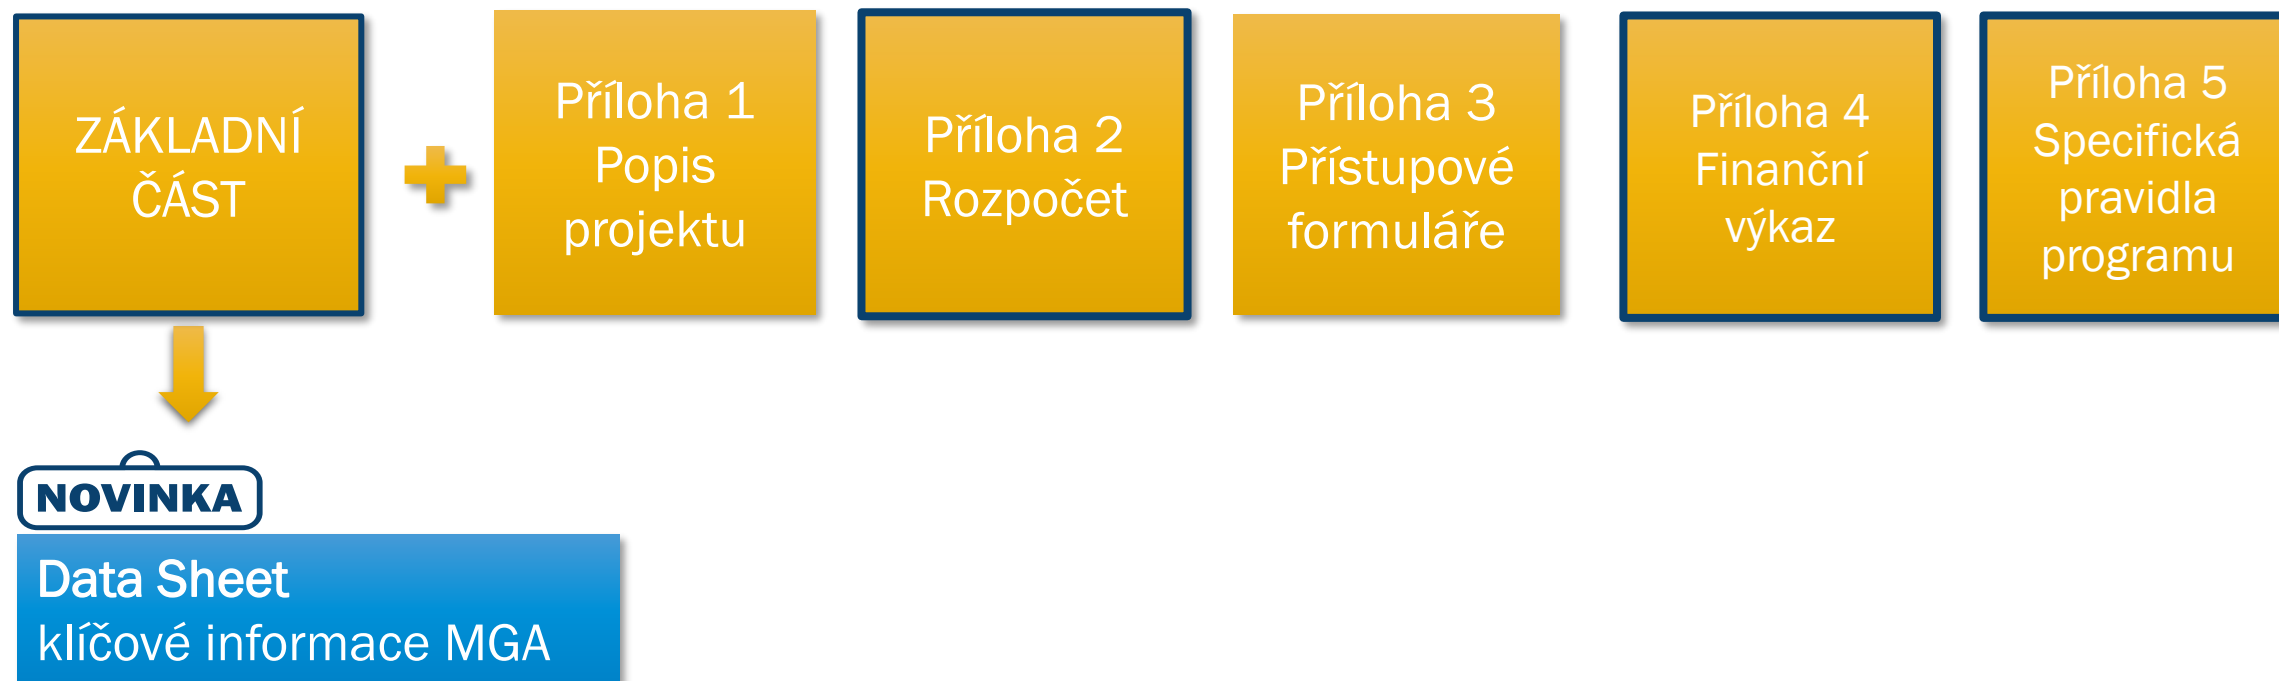 ZÁKLADNÍ
ČÁST
Příloha 1
Popis
projektu
Příloha 2
Rozpočet
Příloha 3
Přístupové
formuláře
Příloha 4
Finanční
výkaz
Příloha 5
Specifická
pravidla
programu
NOVINKA
Data Sheet
klíčové informace MGA